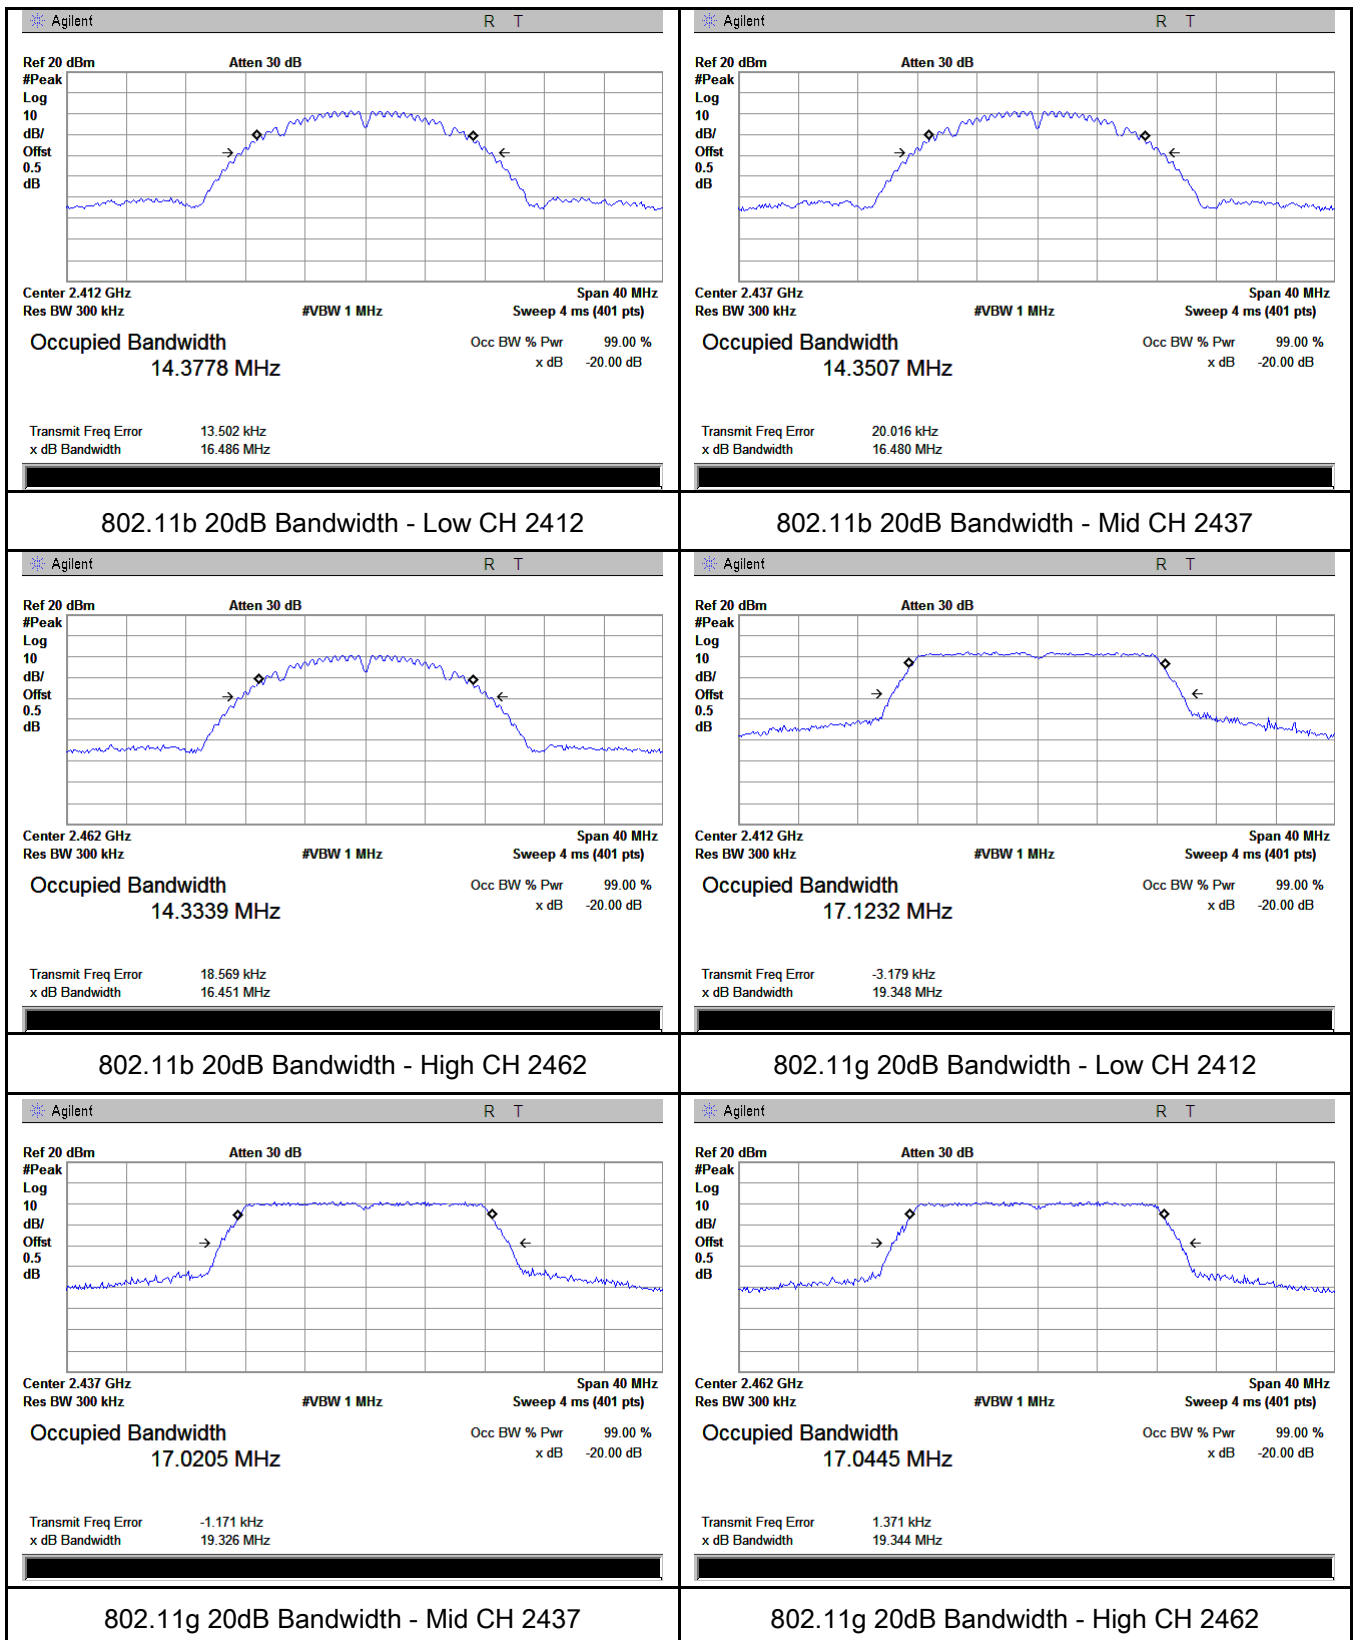 Agilent R T
Ref 20 dBm Atten 30 dB
#Peak
Log
10
dB/
Offst
0.5
dB
Center 2.412 GHz Span 40 MHz
Res BW 300 kHz #VBW 1 MHz Sweep 4 ms (401 pts)
Occupied Bandwidth Occ BW % Pwr 99.00 %
14.3778 MHz x dB -20.00 dB
Transmit Freq Error 13.502 kHz
x dB Bandwidth 16.486 MHz
802.11b 20dB Bandwidth - Low CH 2412
Agilent R T
Ref 20 dBm Atten 30 dB
#Peak
Log
10
dB/
Offst
0.5
dB
Center 2.437 GHz Span 40 MHz
Res BW 300 kHz #VBW 1 MHz Sweep 4 ms (401 pts)
Occupied Bandwidth Occ BW % Pwr 99.00 %
14.3507 MHz x dB -20.00 dB
Transmit Freq Error 20.016 kHz
x dB Bandwidth 16.480 MHz
802.11b 20dB Bandwidth - Mid CH 2437
Agilent R T
Ref 20 dBm Atten 30 dB
#Peak
Log
10
dB/
Offst
0.5
dB
Center 2.462 GHz Span 40 MHz
Res BW 300 kHz #VBW 1 MHz Sweep 4 ms (401 pts)
Occupied Bandwidth Occ BW % Pwr 99.00 %
14.3339 MHz x dB -20.00 dB
Transmit Freq Error 18.569 kHz
x dB Bandwidth 16.451 MHz
802.11b 20dB Bandwidth - High CH 2462
Agilent R T
Ref 20 dBm Atten 30 dB
#Peak
Log
10
dB/
Offst
0.5
dB
Center 2.412 GHz Span 40 MHz
Res BW 300 kHz #VBW 1 MHz Sweep 4 ms (401 pts)
Occupied Bandwidth Occ BW % Pwr 99.00 %
17.1232 MHz x dB -20.00 dB
Transmit Freq Error -3.179 kHz
x dB Bandwidth 19.348 MHz
802.11g 20dB Bandwidth - Low CH 2412
Agilent R T
Ref 20 dBm Atten 30 dB
#Peak
Log
10
dB/
Offst
0.5
dB
Center 2.437 GHz Span 40 MHz
Res BW 300 kHz #VBW 1 MHz Sweep 4 ms (401 pts)
Occupied Bandwidth Occ BW % Pwr 99.00 %
17.0205 MHz x dB -20.00 dB
Transmit Freq Error -1.171 kHz
x dB Bandwidth 19.326 MHz
802.11g 20dB Bandwidth - Mid CH 2437
Agilent R T
Ref 20 dBm Atten 30 dB
#Peak
Log
10
dB/
Offst
0.5
dB
Center 2.462 GHz Span 40 MHz
Res BW 300 kHz #VBW 1 MHz Sweep 4 ms (401 pts)
Occupied Bandwidth Occ BW % Pwr 99.00 %
17.0445 MHz x dB -20.00 dB
Transmit Freq Error 1.371 kHz
x dB Bandwidth 19.344 MHz
802.11g 20dB Bandwidth - High CH 2462